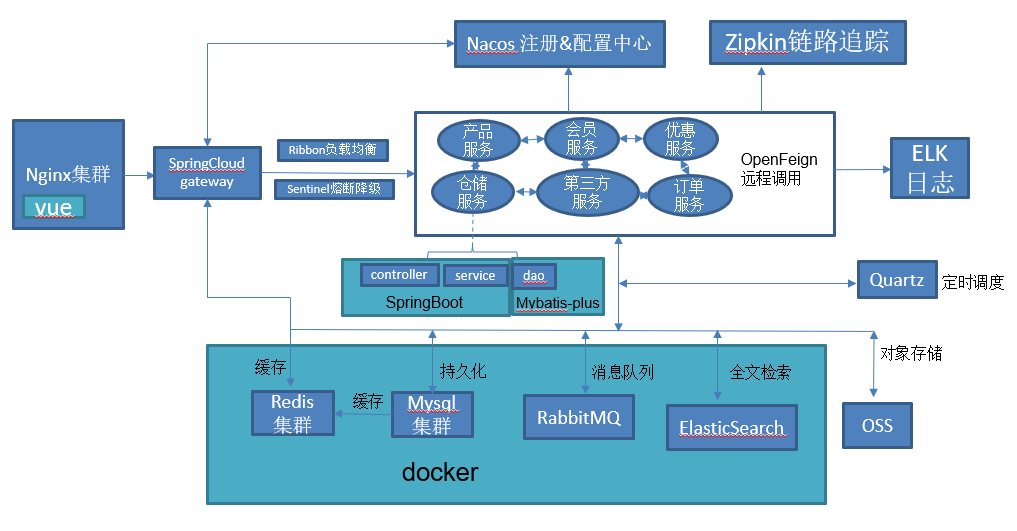 Nacos 注册&配置中心
Zipkin链路追踪
Nginx集群
vue
SpringCloud
gateway
Ribbon负载均衡
Sentinel熔断降级
产品
服务
会员
服务
优惠
服务
仓储
服务
第三方
服务
订单
服务
OpenFeign
远程调用
ELK
日志
controller
service
dao
SpringBoot
Mybatis-plus
Quartz
定时调度
缓存
持久化
消息队列
全文检索
对象存储
Redis
集群
缓存
Mysql
集群
RabbitMQ
ElasticSearch
OSS
docker